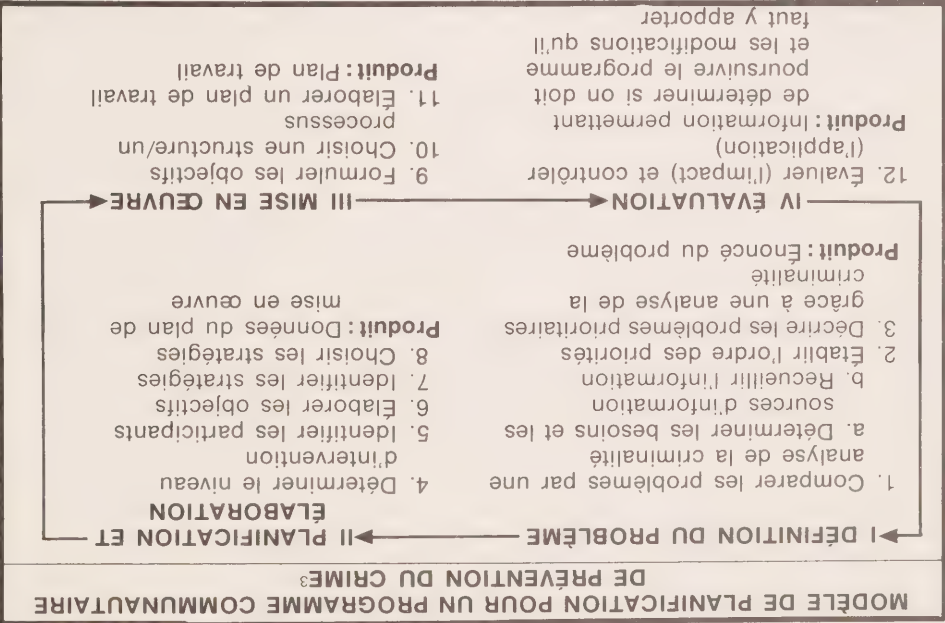 MODÈLE DE PLANIFICATION POUR UN PROGRAMME COMMUNAUTAIRE
DE PRÉVENTION DU CRIME³
I DÉFINITION DU PROBLÈME
1. Comparer les problèmes par une
analyse de la criminalité
a. Déterminer les besoins et les
sources d'information
b. Recueillir l'information
2. Établir l'ordre des priorités
3. Décrire les problèmes prioritaires
grâce à une analyse de la
criminalité
Produit : Énoncé du problème
II PLANIFICATION ET
ÉLABORATION
4. Déterminer le niveau
d'intervention
5. Identifier les participants
6. Élaborer les objectifs
7. Identifier les stratégies
8. Choisir les stratégies
Produit : Données du plan de
mise en œuvre
III MISE EN ŒUVRE
9. Formuler les objectifs
10. Choisir une structure/un
processus
11. Élaborer un plan de travail
Produit : Plan de travail
IV ÉVALUATION
12. Évaluer (l'impact) et contrôler
(l'application)
Produit : Information permettant
de déterminer si on doit
poursuivre le programme
et les modifications qu'il
faut y apporter